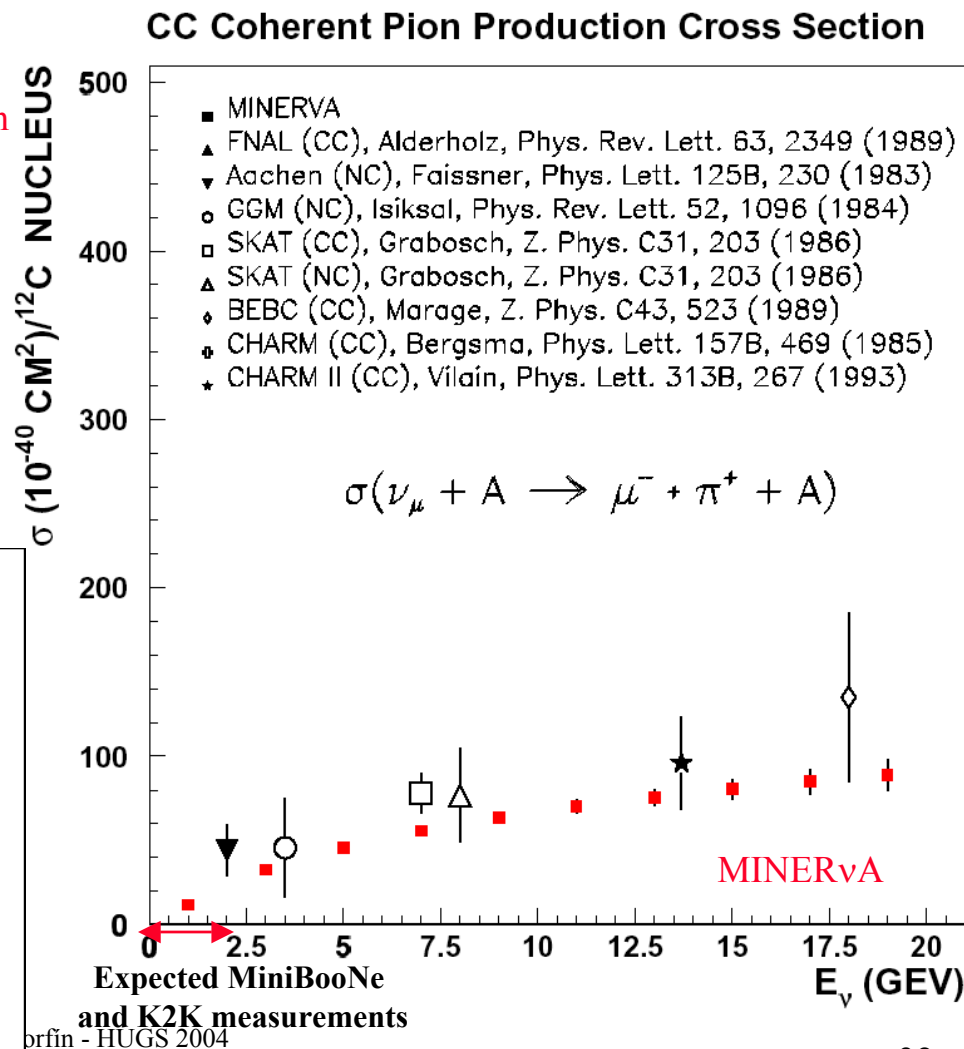 CC Coherent Pion Production Cross Section
σ (10⁻⁴⁰ CM²)/¹²C NUCLEUS
500
400
300
200
100
0
MINERVA
FNAL (CC), Alderholz, Phys. Rev. Lett. 63, 2349 (1989)
Aachen (NC), Faissner, Phys. Lett. 125B, 230 (1983)
GGM (NC), Isiksal, Phys. Rev. Lett. 52, 1096 (1984)
SKAT (CC), Grabosch, Z. Phys. C31, 203 (1986)
SKAT (NC), Grabosch, Z. Phys. C31, 203 (1986)
BEBC (CC), Marage, Z. Phys. C43, 523 (1989)
CHARM (CC), Bergsma, Phys. Lett. 157B, 469 (1985)
CHARM II (CC), Vilain, Phys. Lett. 313B, 267 (1993)
σ(ν_μ + A → μ⁻ + π⁺ + A)
MINERνA
0 2.5 5 7.5 10 12.5 15 17.5 20
E_ν (GEV)
Expected MiniBooNe
and K2K measurements
orfín - HUGS 2004